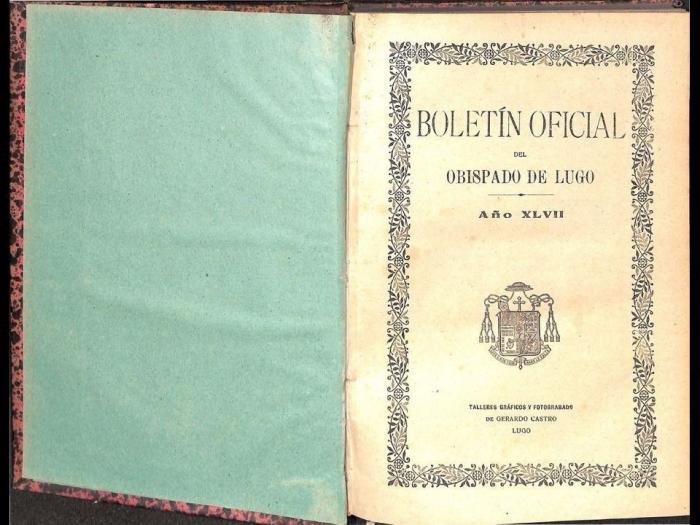 BOLETÍN OFICIAL
DEL
OBISPADO DE LUGO
Año XLVII
TALLERES GRÁFICOS Y FOTOGRABADO
DE GERARDO CASTRO
LUGO